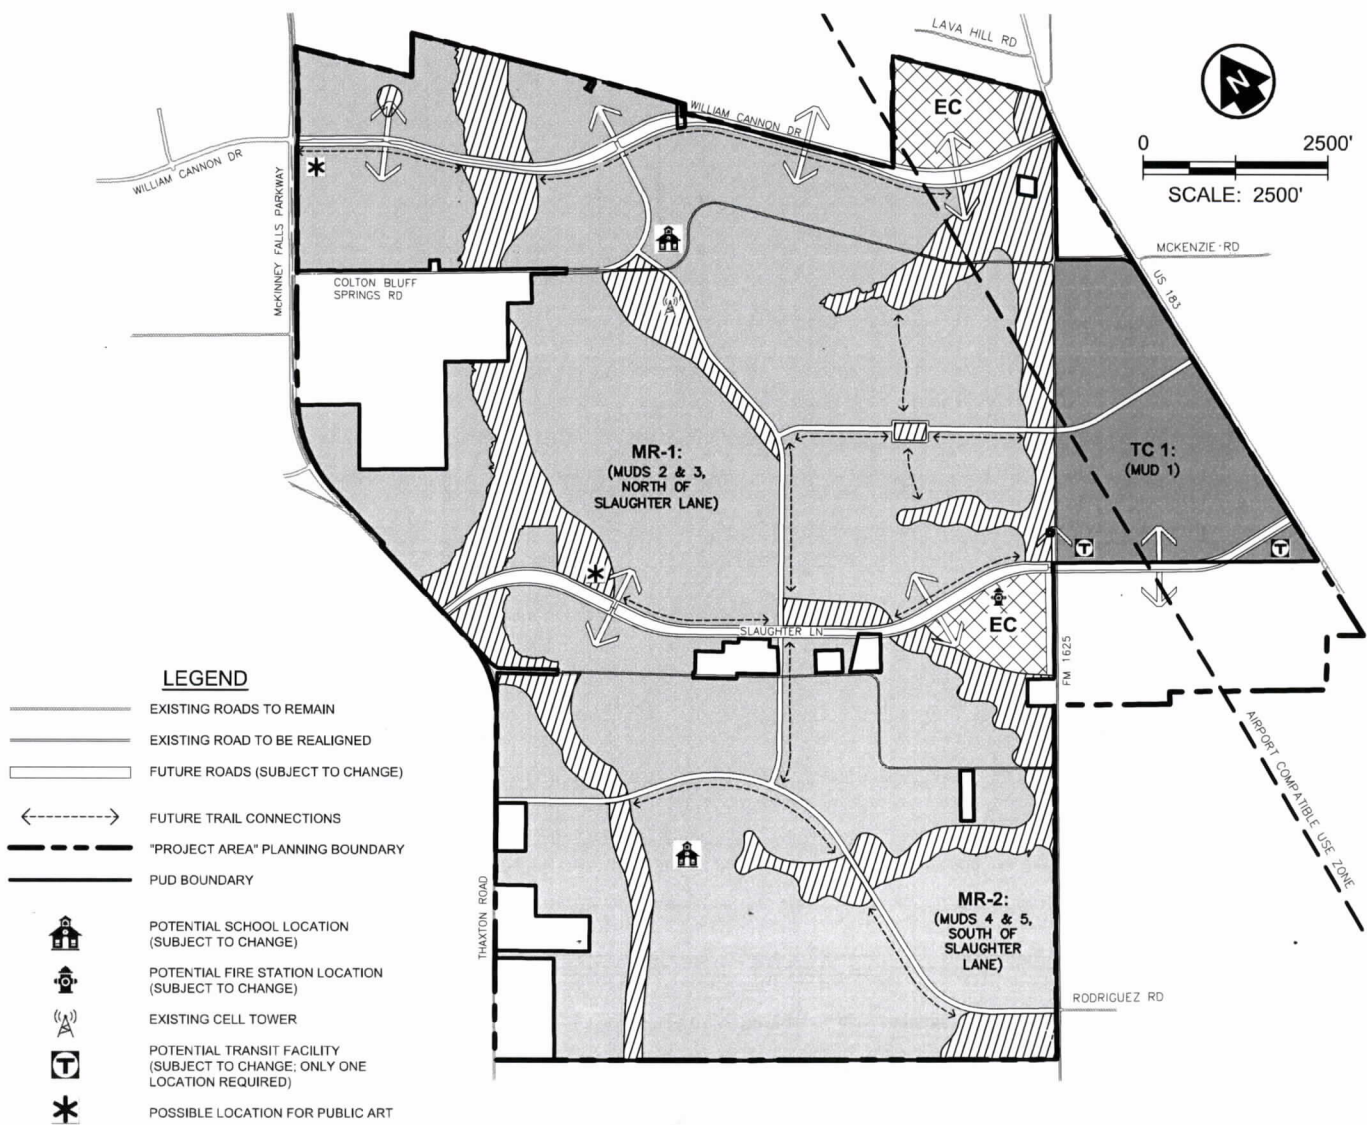 LAVA HILL RD
EC
N
0 2500'
SCALE: 2500'
WILLIAM CANNON DR
WILLIAM CANNON DR
McKINNEY FALLS PARKWAY
MCKENZIE RD
US 183
COLTON BLUFF
SPRINGS RD
MR-1:
(MUDS 2 & 3,
NORTH OF
SLAUGHTER LANE)
TC 1:
(MUD 1)
T
T
EC
SLAUGHTER LN
FM 1625
AIRPORT COMPATIBLE USE ZONE
THAXTON ROAD
MR-2:
(MUDS 4 & 5,
SOUTH OF
SLAUGHTER
LANE)
RODRIGUEZ RD
LEGEND
EXISTING ROADS TO REMAIN
EXISTING ROAD TO BE REALIGNED
FUTURE ROADS (SUBJECT TO CHANGE)
FUTURE TRAIL CONNECTIONS
"PROJECT AREA" PLANNING BOUNDARY
PUD BOUNDARY
POTENTIAL SCHOOL LOCATION
(SUBJECT TO CHANGE)
POTENTIAL FIRE STATION LOCATION
(SUBJECT TO CHANGE)
EXISTING CELL TOWER
T
POTENTIAL TRANSIT FACILITY
(SUBJECT TO CHANGE; ONLY ONE
LOCATION REQUIRED)
POSSIBLE LOCATION FOR PUBLIC ART